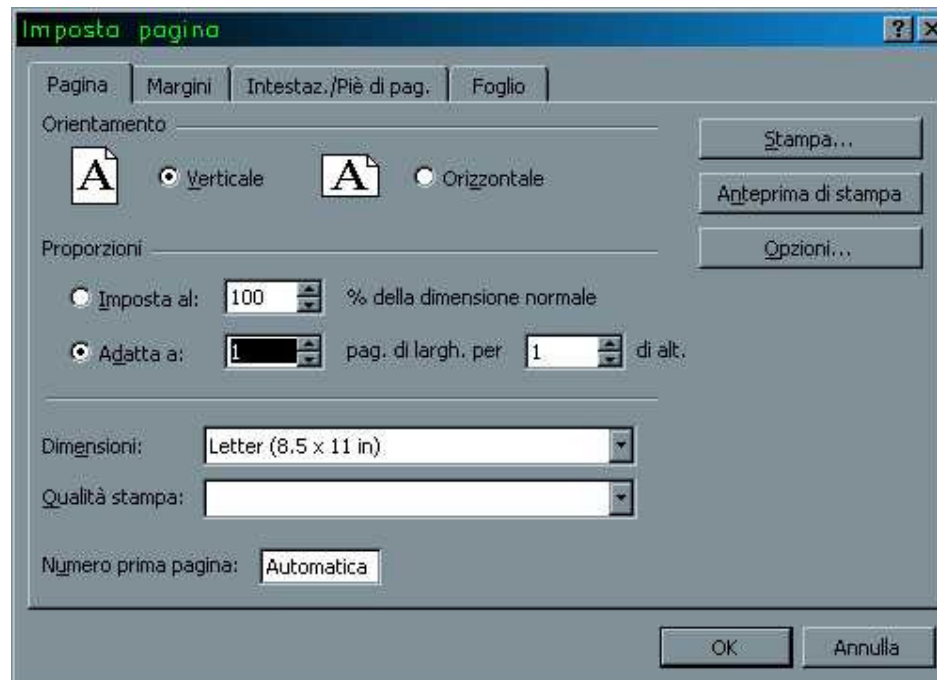 Imposta pagina
Pagina Margini Intestaz./Piè di pag. Foglio
Orientamento
A Verticale A Orizzontale
Stampa...
Anteprima di stampa
Opzioni...
Proporzioni
Imposta al: 100 % della dimensione normale
Adatta a: 1 pag. di largh. per 1 di alt.
Dimensioni: Letter (8.5 x 11 in)
Qualità stampa:
Numero prima pagina: Automatica
OK Annulla